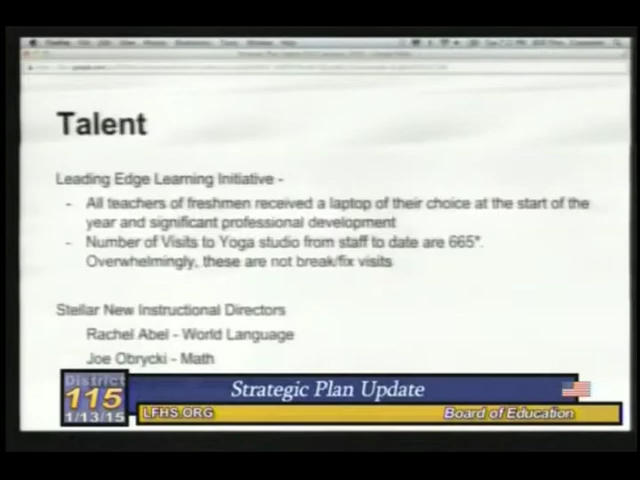 Talent
Leading Edge Learning Initiative -
- All teachers of freshmen received a laptop of their choice at the start of the
year and significant professional development
- Number of Visits to Yoga studio from staff to date are 665*.
Overwhelmingly, these are not break/fix visits
Stellar New Instructional Directors
Rachel Abel - World Language
Joe Obrycki - Math
District
115
1/13/15
Strategic Plan Update
LFHS.ORG
Board of Education